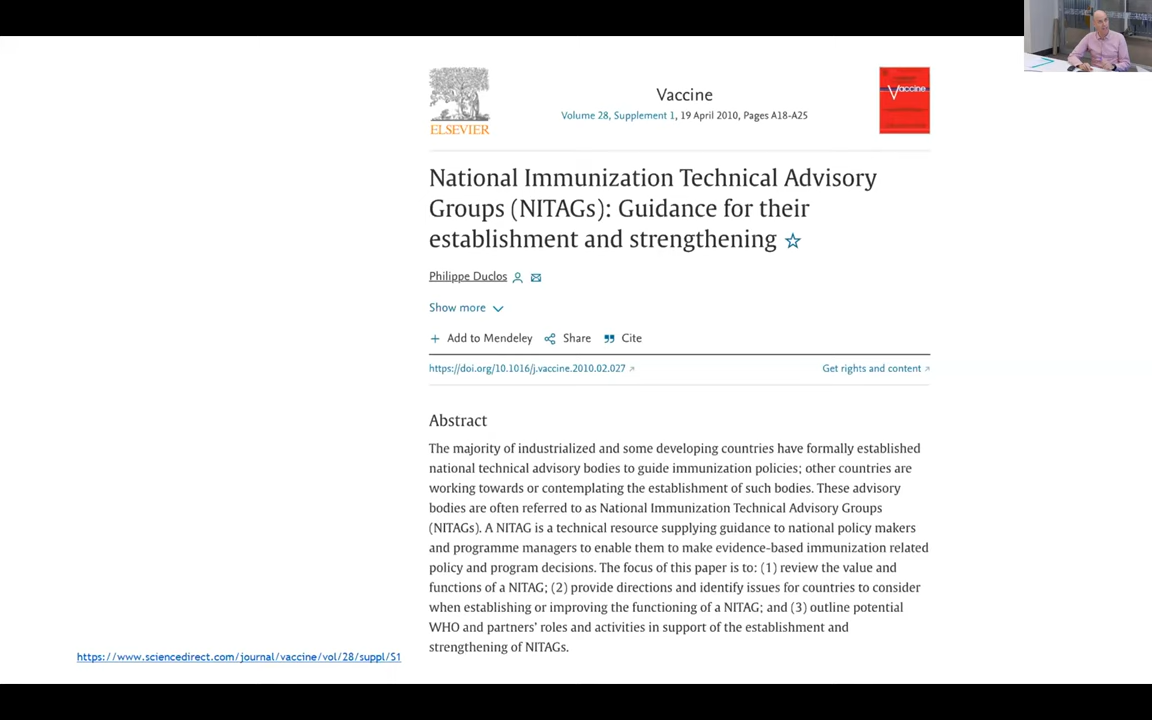 ELSEVIER
Vaccine
Volume 28, Supplement 1, 19 April 2010, Pages A18-A25
Vaccine
National Immunization Technical Advisory
Groups (NITAGs): Guidance for their
establishment and strengthening
Philippe Duclos
Show more
Add to Mendeley Share Cite
https://doi.org/10.1016/j.vaccine.2010.02.027
Get rights and content
Abstract
The majority of industrialized and some developing countries have formally established
national technical advisory bodies to guide immunization policies; other countries are
working towards or contemplating the establishment of such bodies. These advisory
bodies are often referred to as National Immunization Technical Advisory Groups
(NITAGs). A NITAG is a technical resource supplying guidance to national policy makers
and programme managers to enable them to make evidence-based immunization related
policy and program decisions. The focus of this paper is to: (1) review the value and
functions of a NITAG; (2) provide directions and identify issues for countries to consider
when establishing or improving the functioning of a NITAG; and (3) outline potential
WHO and partners' roles and activities in support of the establishment and
strengthening of NITAGs.
https://www.sciencedirect.com/journal/vaccine/vol/28/suppl/S1